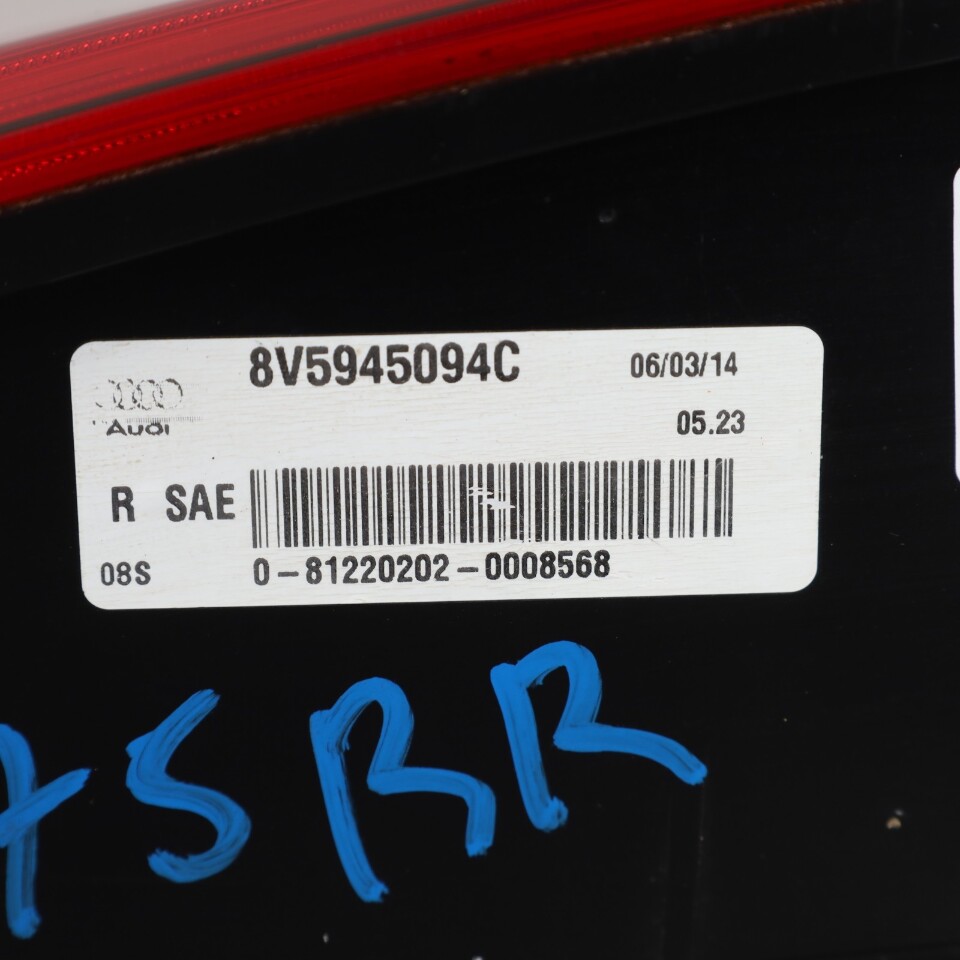 8V5945094C 06/03/14
Audi 05.23
R SAE
08S 0-81220202-0008568